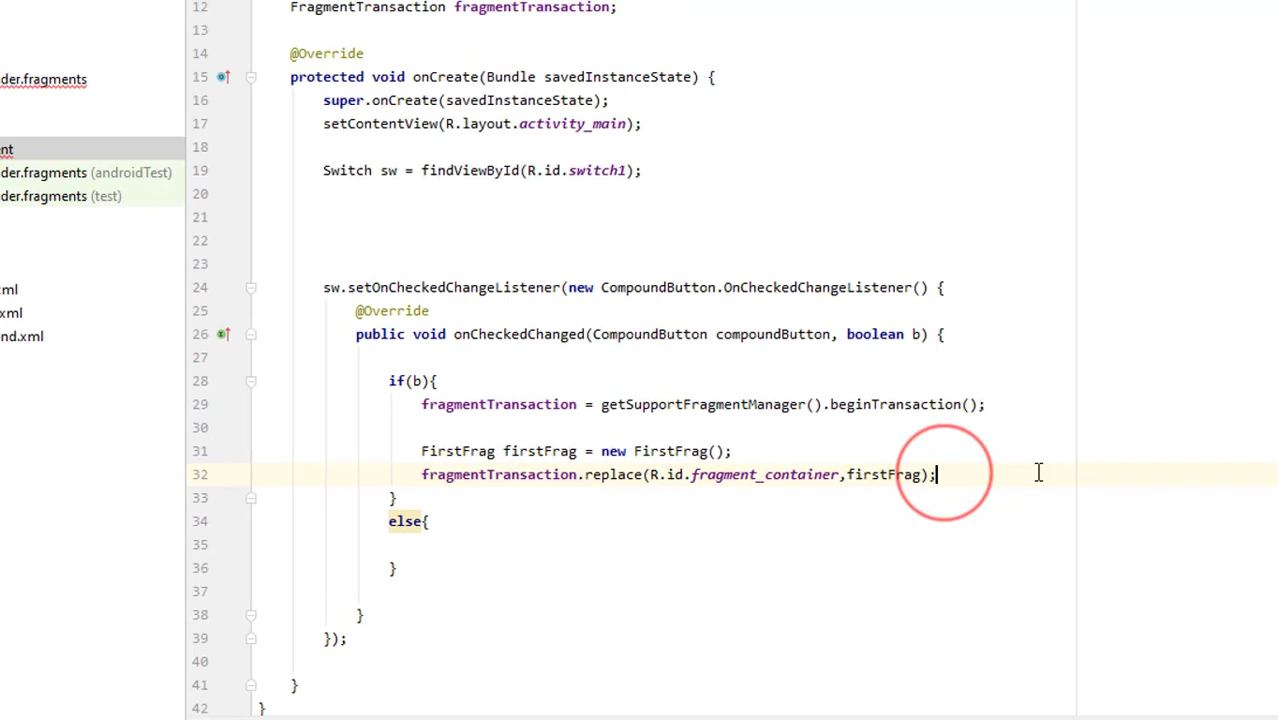 12 FragmentTransaction fragmentTransaction;
13
14 @Override
der.fragments
15 protected void onCreate(Bundle savedInstanceState) {
16 super.onCreate(savedInstanceState);
17 setContentView(R.layout.activity_main);
18
ent
19 Switch sw = findViewById(R.id.switch1);
der.fragments (androidTest)
20
der.fragments (test)
21
22
23
24 sw.setOnCheckedChangeListener(new CompoundButton.OnCheckedChangeListener() {
.xml
25 @Override
.xml
26 public void onCheckedChanged(CompoundButton compoundButton, boolean b) {
nd.xml
27
28 if(b){
29 fragmentTransaction = getSupportFragmentManager().beginTransaction();
30
31 FirstFrag firstFrag = new FirstFrag();
32 fragmentTransaction.replace(R.id.fragment_container,firstFrag);
33 }
34 else{
35
36 }
37
38 }
39 });
40
41 }
42 }